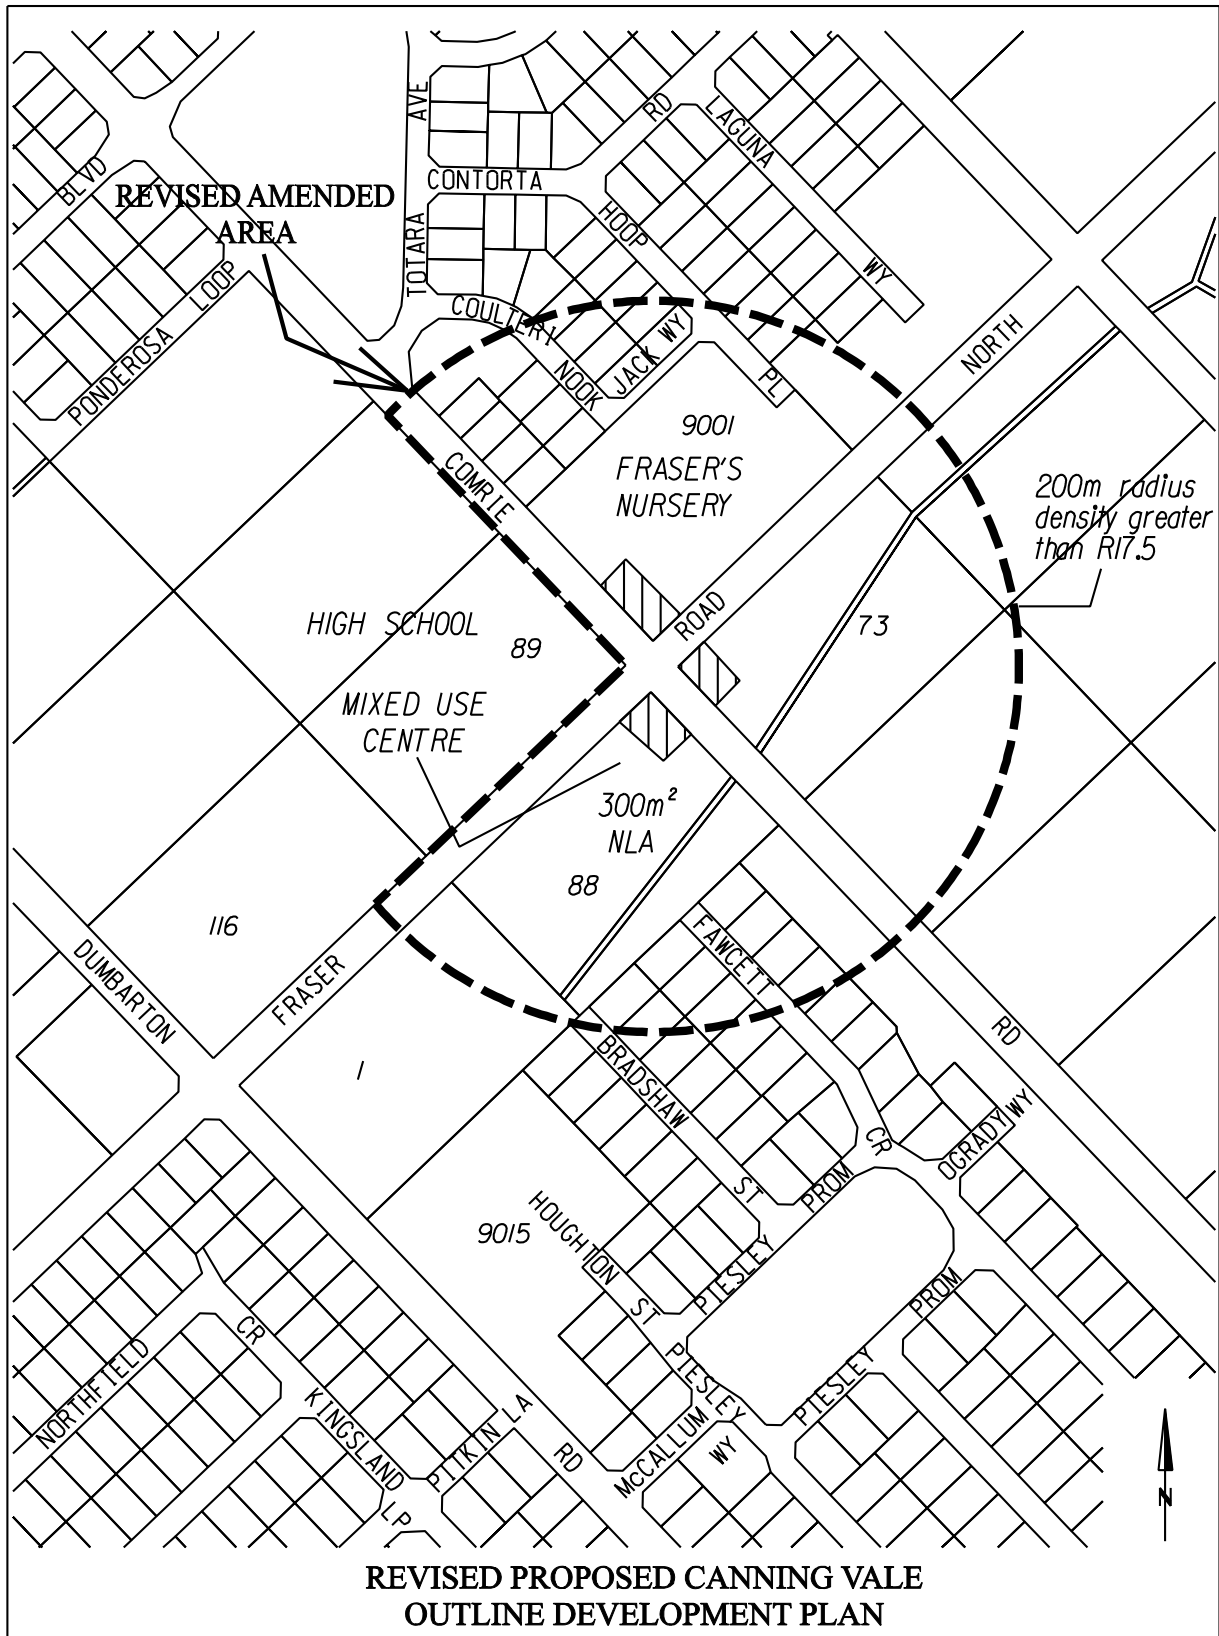 BLVD
REVISED AMENDED
AREA
PONDEROSA LOOP
TOTARA AVE
CONTORTA
RD
LAGUNA WY
HOOP PL
COULTERI NOOK
JACK WY
NORTH
9001
FRASER'S
NURSERY
COMRIE
200m radius
density greater
than R17.5
HIGH SCHOOL
89
ROAD
73
MIXED USE
CENTRE
300m²
NLA
88
116
DUMBARTON
FRASER
FAWCETT CR
RD
1
BRADSHAW ST
OGRADY WY
PIESLEY PROM
9015
HOUGHTON ST
PIESLEY
PIESLEY PROM
NORTHFIELD
CR
KINGSLAND LP
PITKIN LA
RD
McCALLUM WY
N
REVISED PROPOSED CANNING VALE
OUTLINE DEVELOPMENT PLAN